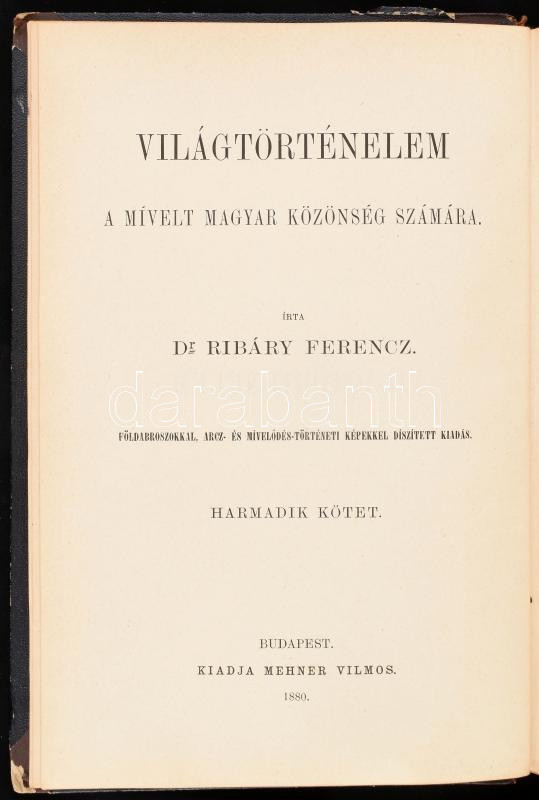 VILÁGTÖRTÉNELEM
A MÍVELT MAGYAR KÖZÖNSÉG SZÁMÁRA.
ÍRTA
Dr RIBÁRY FERENCZ.
darabanth
FÖLDABROSZOKKAL, ARCZ- ÉS MÍVELŐDÉS-TÖRTÉNETI KÉPEKKEL DÍSZÍTETT KIADÁS.
HARMADIK KÖTET.
BUDAPEST.
KIADJA MEHNER VILMOS.
1880.